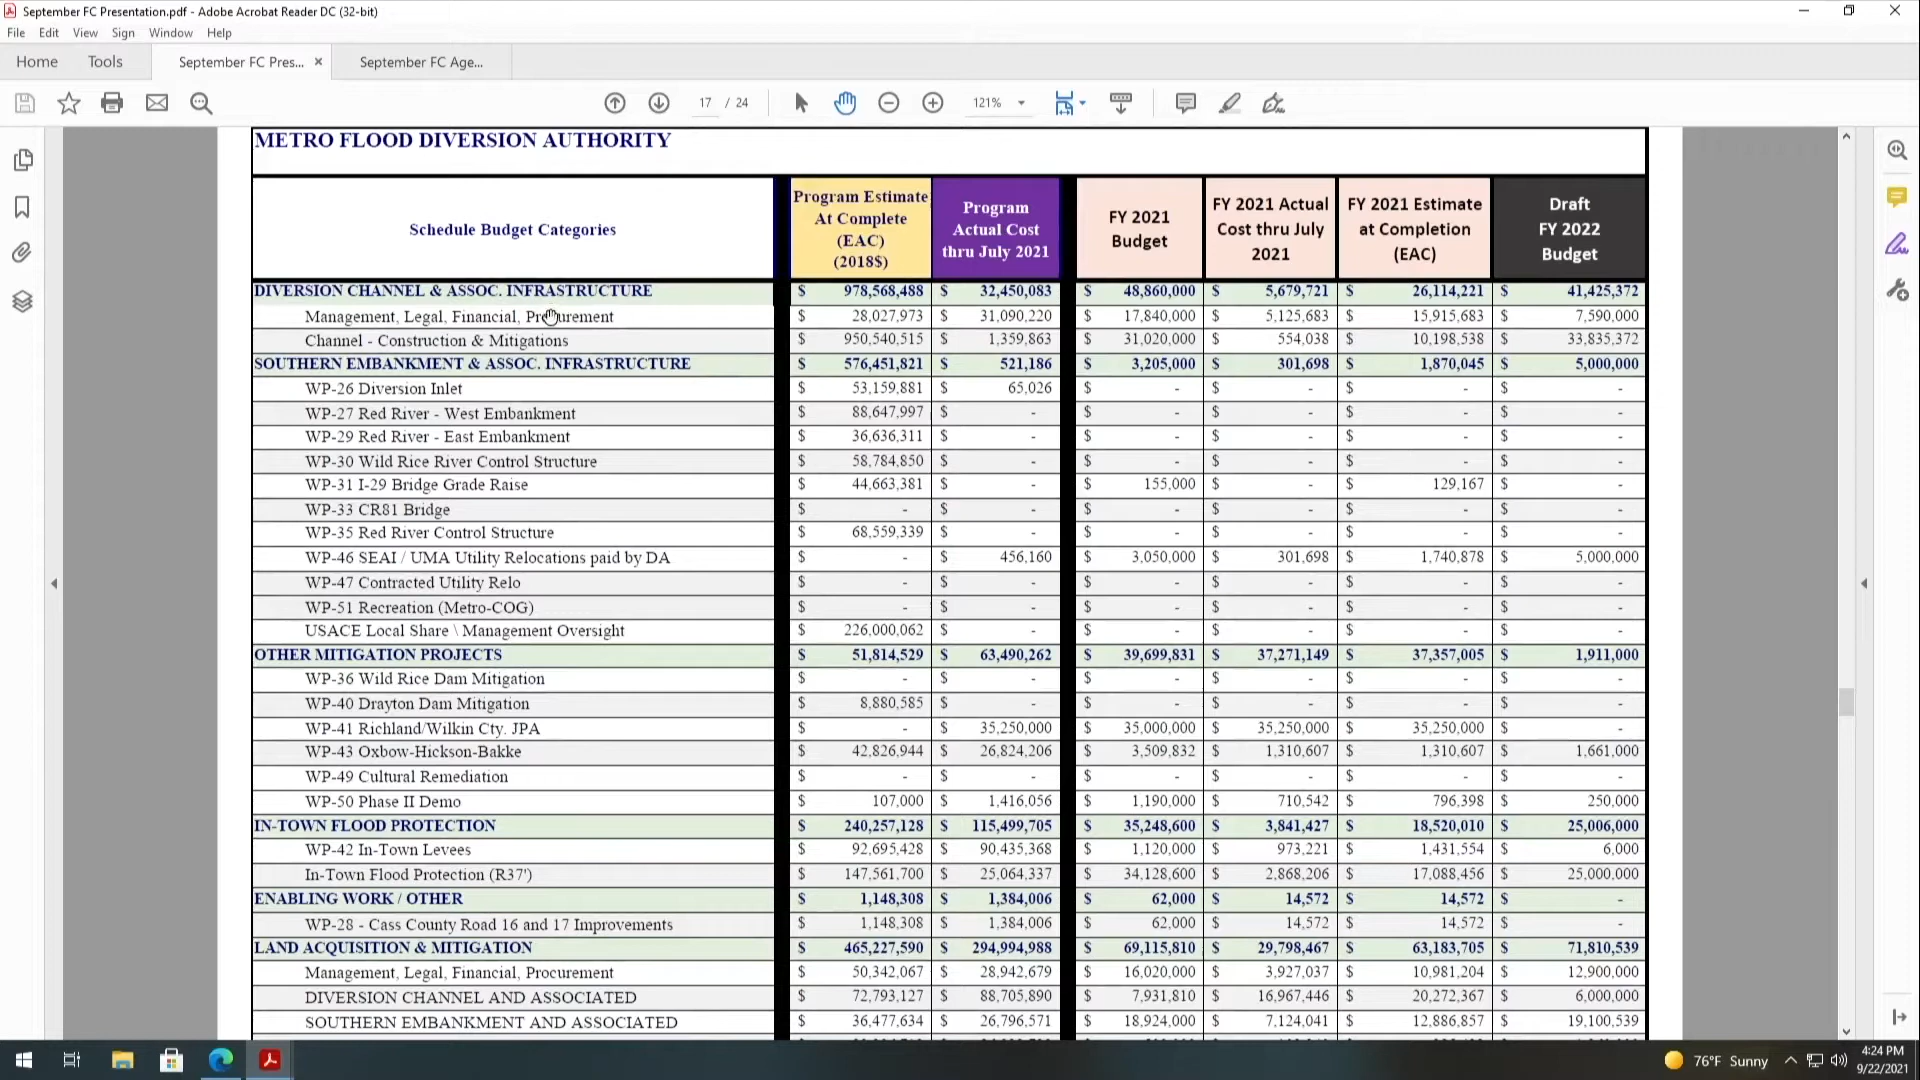 September FC Presentation.pdf - Adobe Acrobat Reader DC (32-bit)
File Edit View Sign Window Help
Home Tools September FC Pres... × September FC Age...
17 / 24 121%
METRO FLOOD DIVERSION AUTHORITY
Schedule Budget Categories
Program Estimate
At Complete
(EAC)
(2018$)
Program
Actual Cost
thru July 2021
FY 2021
Budget
FY 2021 Actual
Cost thru July
2021
FY 2021 Estimate
at Completion
(EAC)
Draft
FY 2022
Budget
DIVERSION CHANNEL & ASSOC. INFRASTRUCTURE $ 978,568,488 $ 32,450,083 $ 48,860,000 $ 5,679,721 $ 26,114,221 $ 41,425,372
Management, Legal, Financial, Procurement $ 28,027,973 $ 31,090,220 $ 17,840,000 $ 5,125,683 $ 15,915,683 $ 7,590,000
Channel - Construction & Mitigations $ 950,540,515 $ 1,359,863 $ 31,020,000 $ 554,038 $ 10,198,538 $ 33,835,372
SOUTHERN EMBANKMENT & ASSOC. INFRASTRUCTURE $ 576,451,821 $ 521,186 $ 3,205,000 $ 301,698 $ 1,870,045 $ 5,000,000
WP-26 Diversion Inlet $ 53,159,881 $ 65,026 $ - $ - $ - $ -
WP-27 Red River - West Embankment $ 88,647,997 $ - $ - $ - $ - $ -
WP-29 Red River - East Embankment $ 36,636,311 $ - $ - $ - $ - $ -
WP-30 Wild Rice River Control Structure $ 58,784,850 $ - $ - $ - $ - $ -
WP-31 I-29 Bridge Grade Raise $ 44,663,381 $ - $ 155,000 $ - $ 129,167 $ -
WP-33 CR81 Bridge $ - $ - $ - $ - $ - $ -
WP-35 Red River Control Structure $ 68,559,339 $ - $ - $ - $ - $ -
WP-46 SEAI / UMA Utility Relocations paid by DA $ - $ 456,160 $ 3,050,000 $ 301,698 $ 1,740,878 $ 5,000,000
WP-47 Contracted Utility Relo $ - $ - $ - $ - $ - $ -
WP-51 Recreation (Metro-COG) $ - $ - $ - $ - $ - $ -
USACE Local Share \ Management Oversight $ 226,000,062 $ - $ - $ - $ - $ -
OTHER MITIGATION PROJECTS $ 51,814,529 $ 63,490,262 $ 39,699,831 $ 37,271,149 $ 37,357,005 $ 1,911,000
WP-36 Wild Rice Dam Mitigation $ - $ - $ - $ - $ - $ -
WP-40 Drayton Dam Mitigation $ 8,880,585 $ - $ - $ - $ - $ -
WP-41 Richland/Wilkin Cty. JPA $ - $ 35,250,000 $ 35,000,000 $ 35,250,000 $ 35,250,000 $ -
WP-43 Oxbow-Hickson-Bakke $ 42,826,944 $ 26,824,206 $ 3,509,832 $ 1,310,607 $ 1,310,607 $ 1,661,000
WP-49 Cultural Remediation $ - $ - $ - $ - $ - $ -
WP-50 Phase II Demo $ 107,000 $ 1,416,056 $ 1,190,000 $ 710,542 $ 796,398 $ 250,000
IN-TOWN FLOOD PROTECTION $ 240,257,128 $ 115,499,705 $ 35,248,600 $ 3,841,427 $ 18,520,010 $ 25,006,000
WP-42 In-Town Levees $ 92,695,428 $ 90,435,368 $ 1,120,000 $ 973,221 $ 1,431,554 $ 6,000
In-Town Flood Protection (R37') $ 147,561,700 $ 25,064,337 $ 34,128,600 $ 2,868,206 $ 17,088,456 $ 25,000,000
ENABLING WORK / OTHER $ 1,148,308 $ 1,384,006 $ 62,000 $ 14,572 $ 14,572 $ -
WP-28 - Cass County Road 16 and 17 Improvements $ 1,148,308 $ 1,384,006 $ 62,000 $ 14,572 $ 14,572 $ -
LAND ACQUISITION & MITIGATION $ 465,227,590 $ 294,994,988 $ 69,115,810 $ 29,798,467 $ 63,183,705 $ 71,810,539
Management, Legal, Financial, Procurement $ 50,342,067 $ 28,942,679 $ 16,020,000 $ 3,927,037 $ 10,981,204 $ 12,900,000
DIVERSION CHANNEL AND ASSOCIATED $ 72,793,127 $ 88,705,890 $ 7,931,810 $ 16,967,446 $ 20,272,367 $ 6,000,000
SOUTHERN EMBANKMENT AND ASSOCIATED $ 36,477,634 $ 26,796,571 $ 18,924,000 $ 7,124,041 $ 12,886,857 $ 19,100,539
76°F Sunny
4:24 PM
9/22/2021